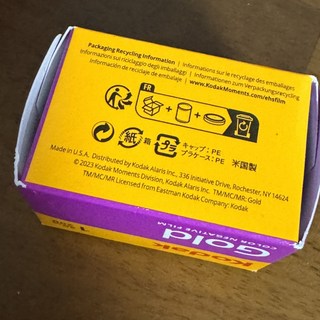 Packaging Recycling Information | Informations sur le recyclage des emballages
Informazioni sul riciclaggio degli imballaggi | Informationen zum Verpackungsrecycling
Información de reciclaje de embalaje | www.KodakMoments.com/ehsfilm
FR
紙 箱 プラ キャップ: PE
プラケース: PE 米国製
Made in U.S.A. Distributed by Kodak Alaris Inc., 336 Initiative Drive, Rochester, NY 14624
© 2023 Kodak Moments Division, Kodak Alaris Inc. TM/MC/MR: Gold
TM/MC/MR Licensed from Eastman Kodak Company: Kodak
COLOR NEGATIVE FILM
Gold
Kodak